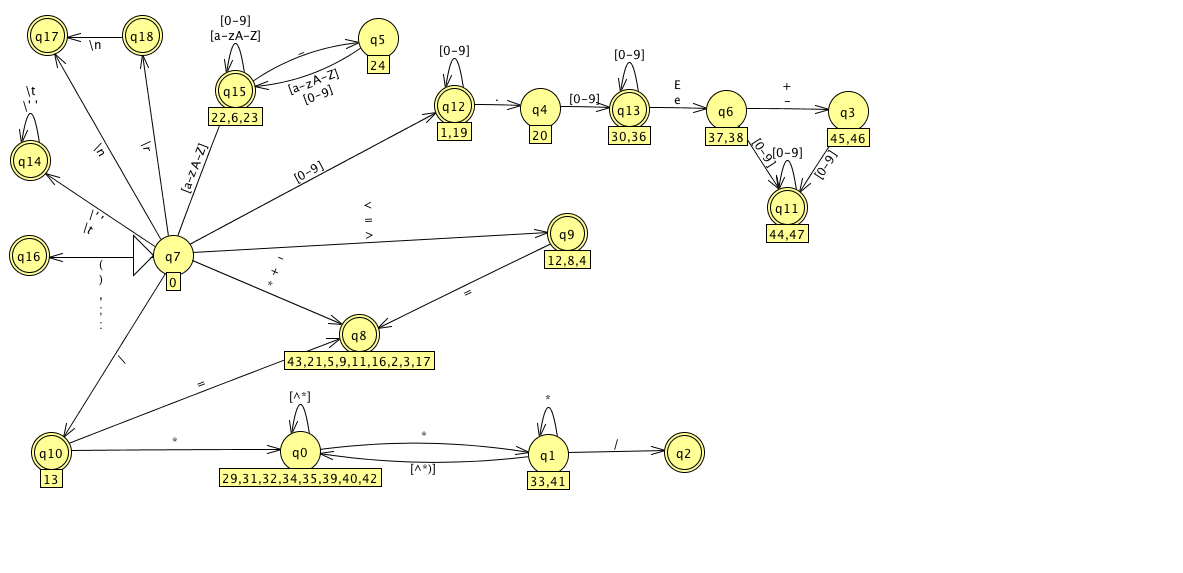 q17
\n
q18
[0-9]
[a-zA-Z]
q15
22,6,23
-
[a-zA-Z]
[0-9]
q5
24
[0-9]
q12
1,19
.
q4
20
[0-9]
[0-9]
q13
30,36
E
e
q6
37,38
+
-
q3
45,46
[0-9]
[0-9]
[0-9]
q11
44,47
\t
\' '
q14
\n
\r
[a-zA-Z]
[0-9]
\' '
\t
<
=
>
q9
12,8,4
q16
(
)
,
;
:
q7
0
* + -
=
q8
43,21,5,9,11,16,2,3,17
=
q10
13
*
[^*]
q0
29,31,32,34,35,39,40,42
*
[^*)]
*
q1
33,41
/
q2